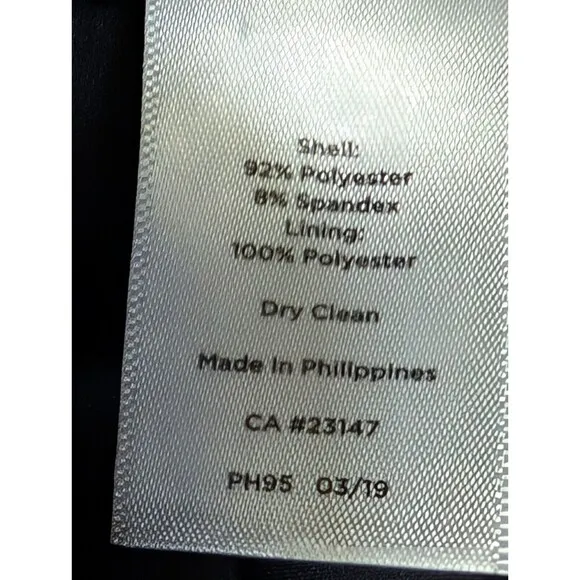 Shell:
92% Polyester
8% Spandex
Lining:
100% Polyester
Dry Clean
Made In Philippines
CA #23147
PH95 03/19